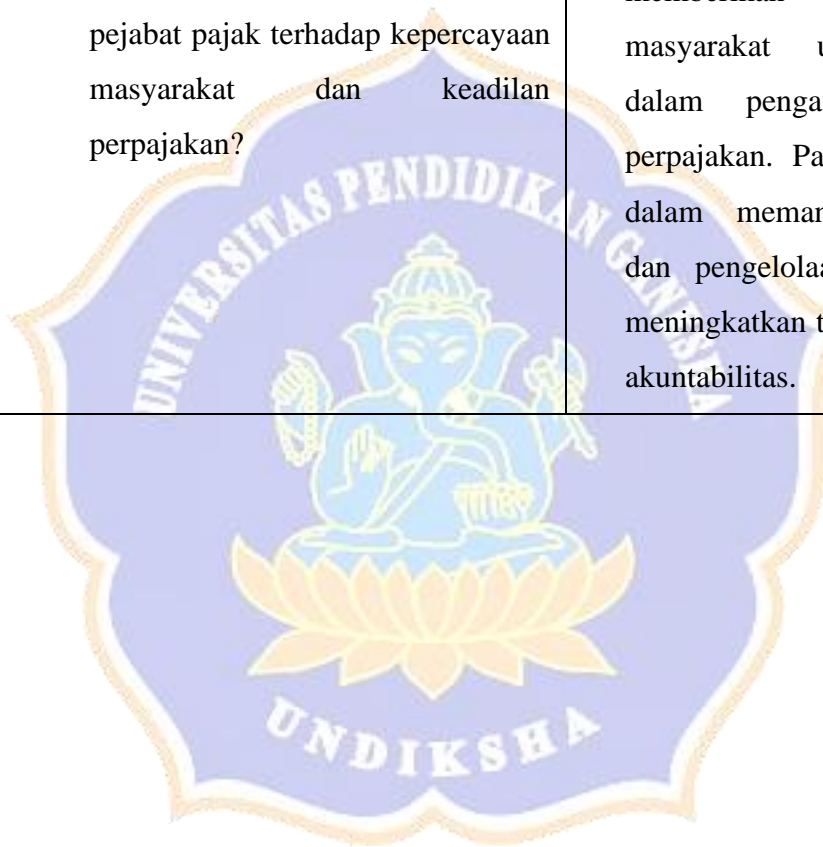 pejabat pajak terhadap kepercayaan
masyarakat dan keadilan
perpajakan?
masyarakat
dalam
perpajakan.
dalam
dan
meningkatkan
akuntabilitas.
UNIVERSITAS PENDIDIKAN GANESHA
UNDIKSHA